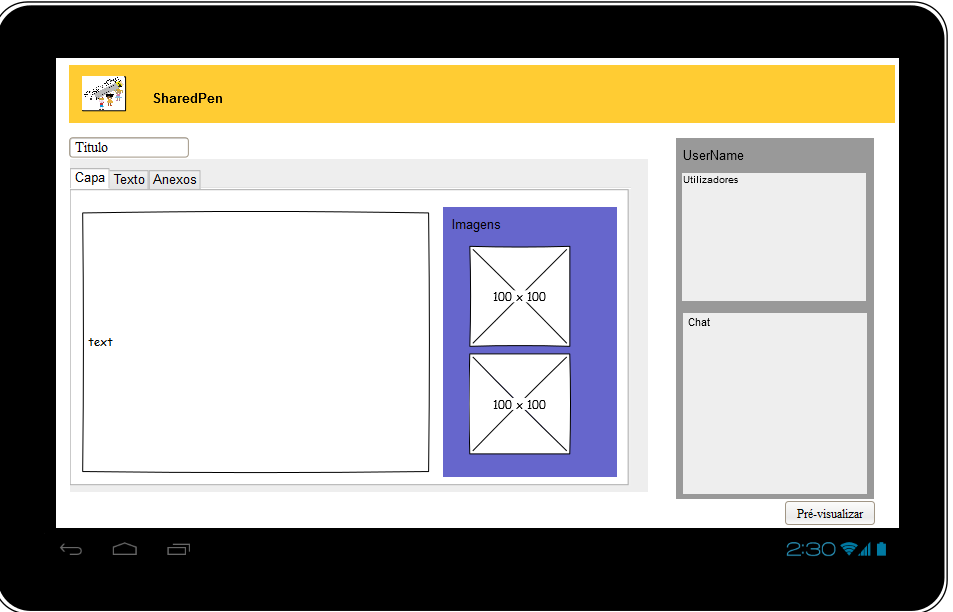 SharedPen
Titulo
Capa Texto Anexos
text
Imagens
100 x 100
100 x 100
UserName
Utilizadores
Chat
Pré-visualizar
2:30